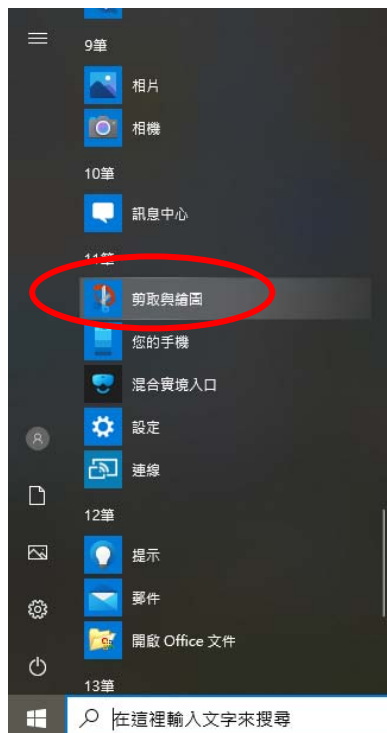 9筆
相片
相機
10筆
訊息中心
11筆
剪取與繪圖
您的手機
混合實境入口
設定
連線
12筆
提示
郵件
開啟 Office 文件
13筆
在這裡輸入文字來搜尋